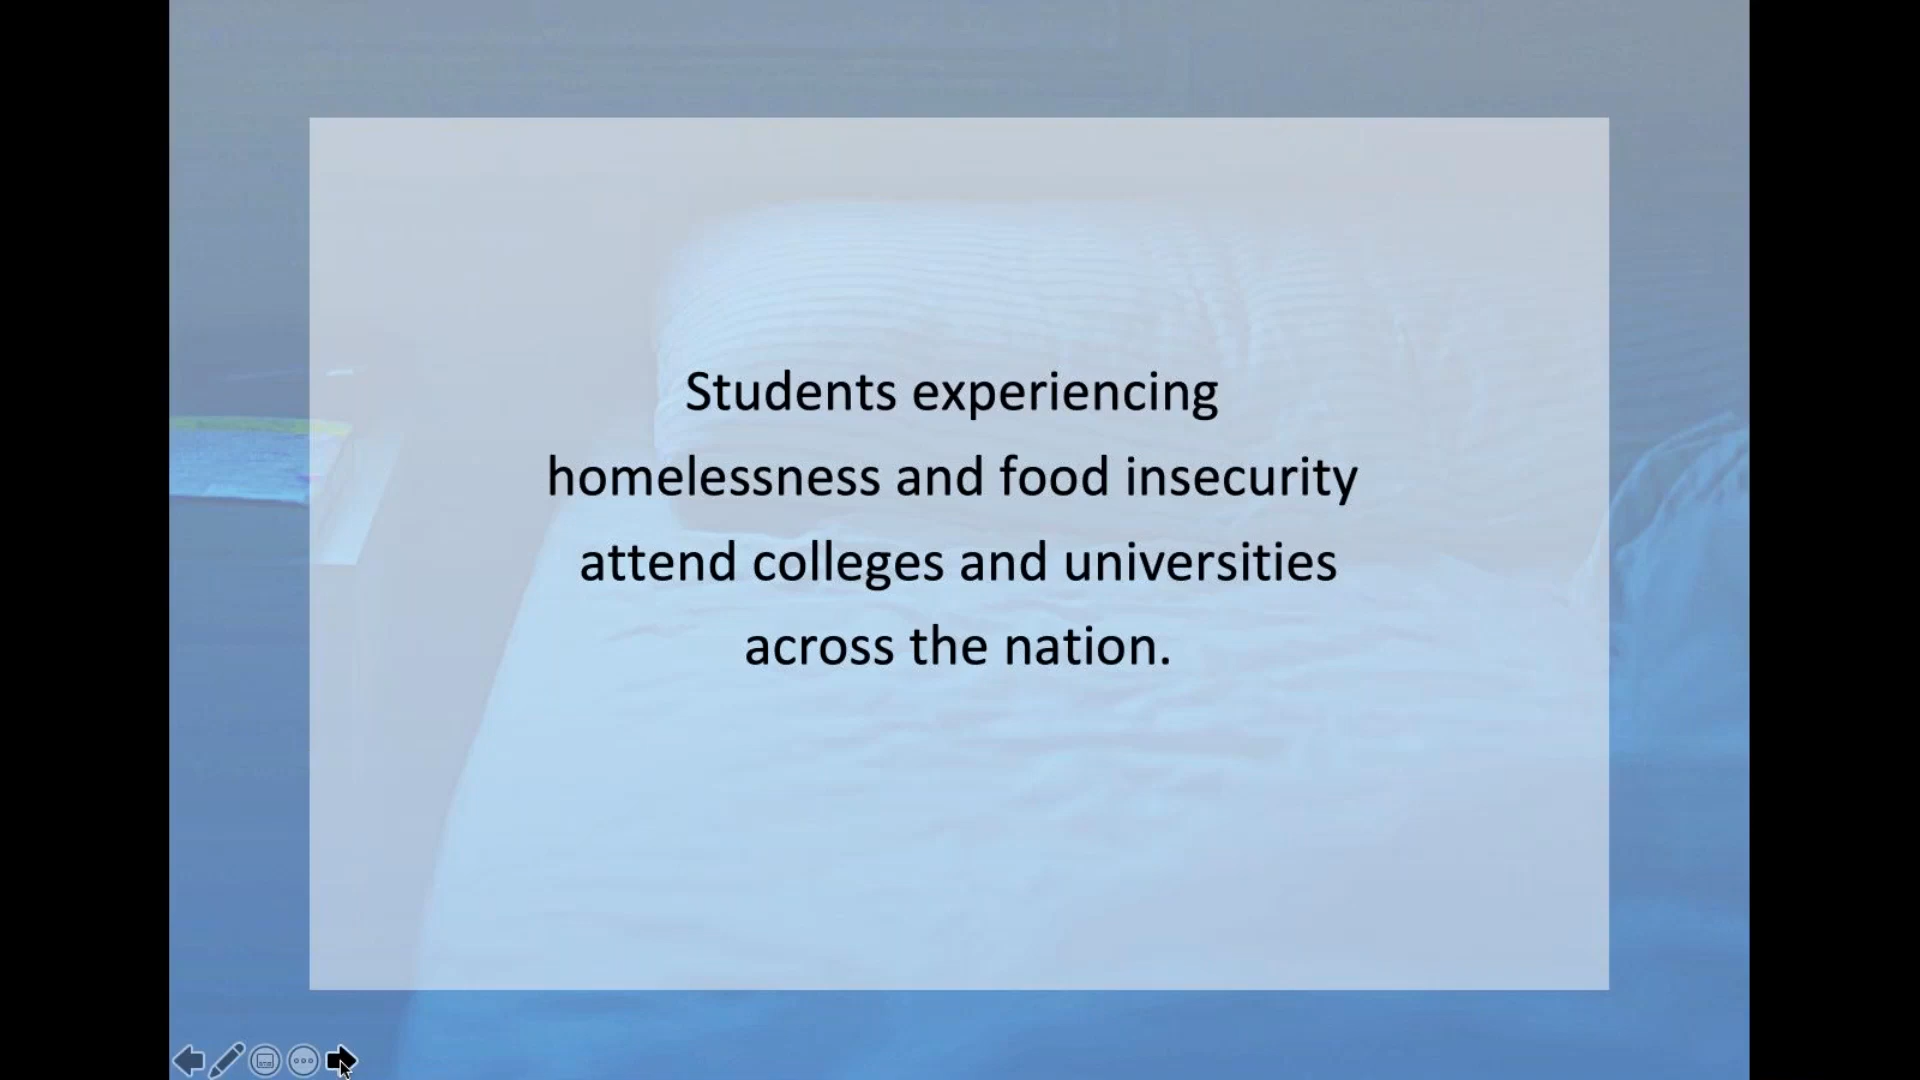 Students experiencing
homelessness and food insecurity
attend colleges and universities
across the nation.